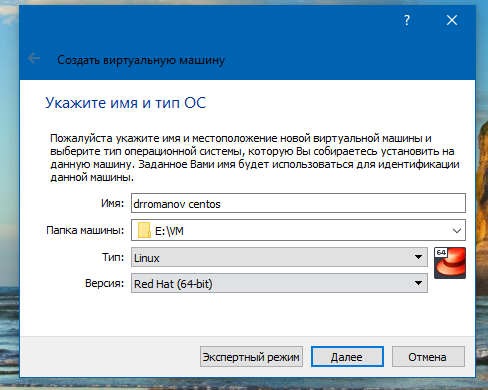 ?
Создать виртуальную машину
Укажите имя и тип ОС
Пожалуйста укажите имя и местоположение новой виртуальной машины и
выберите тип операционной системы, которую Вы собираетесь установить на
данную машину. Заданное Вами имя будет использоваться для идентификации
данной машины.
Имя: drromanov centos
Папка машины: E:\VM
Тип: Linux
64
Версия: Red Hat (64-bit)
Экспертный режим Далее Отмена